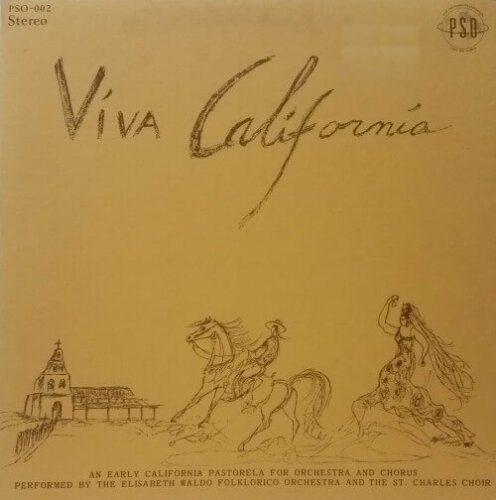 PSO-002
Stereo
PSO
Viva California
AN EARLY CALIFORNIA PASTORELA FOR ORCHESTRA AND CHORUS
PERFORMED BY THE ELISABETH WALDO FOLKLORICO ORCHESTRA AND THE ST. CHARLES CHOIR